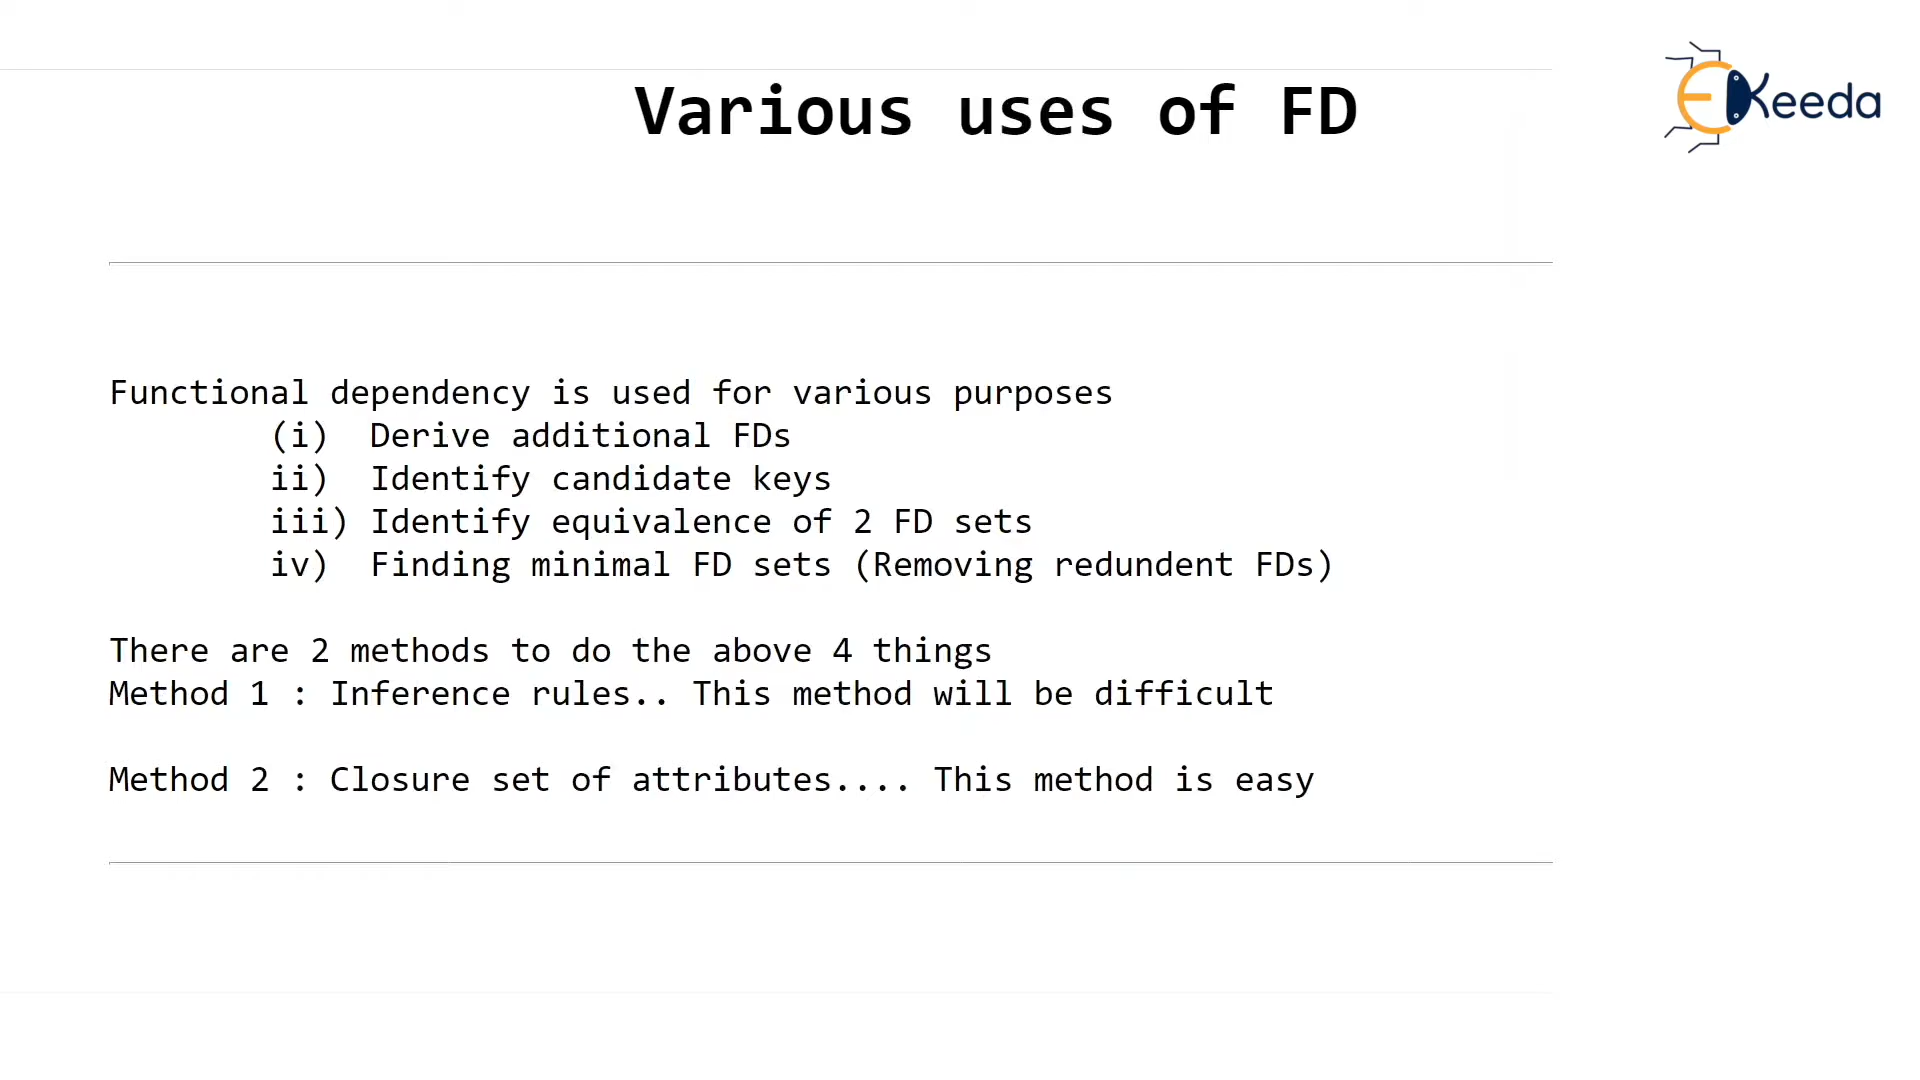 Various uses of FD
EKeeda
Functional dependency is used for various purposes
(i) Derive additional FDs
ii) Identify candidate keys
iii) Identify equivalence of 2 FD sets
iv) Finding minimal FD sets (Removing redundent FDs)
There are 2 methods to do the above 4 things
Method 1 : Inference rules.. This method will be difficult
Method 2 : Closure set of attributes.... This method is easy